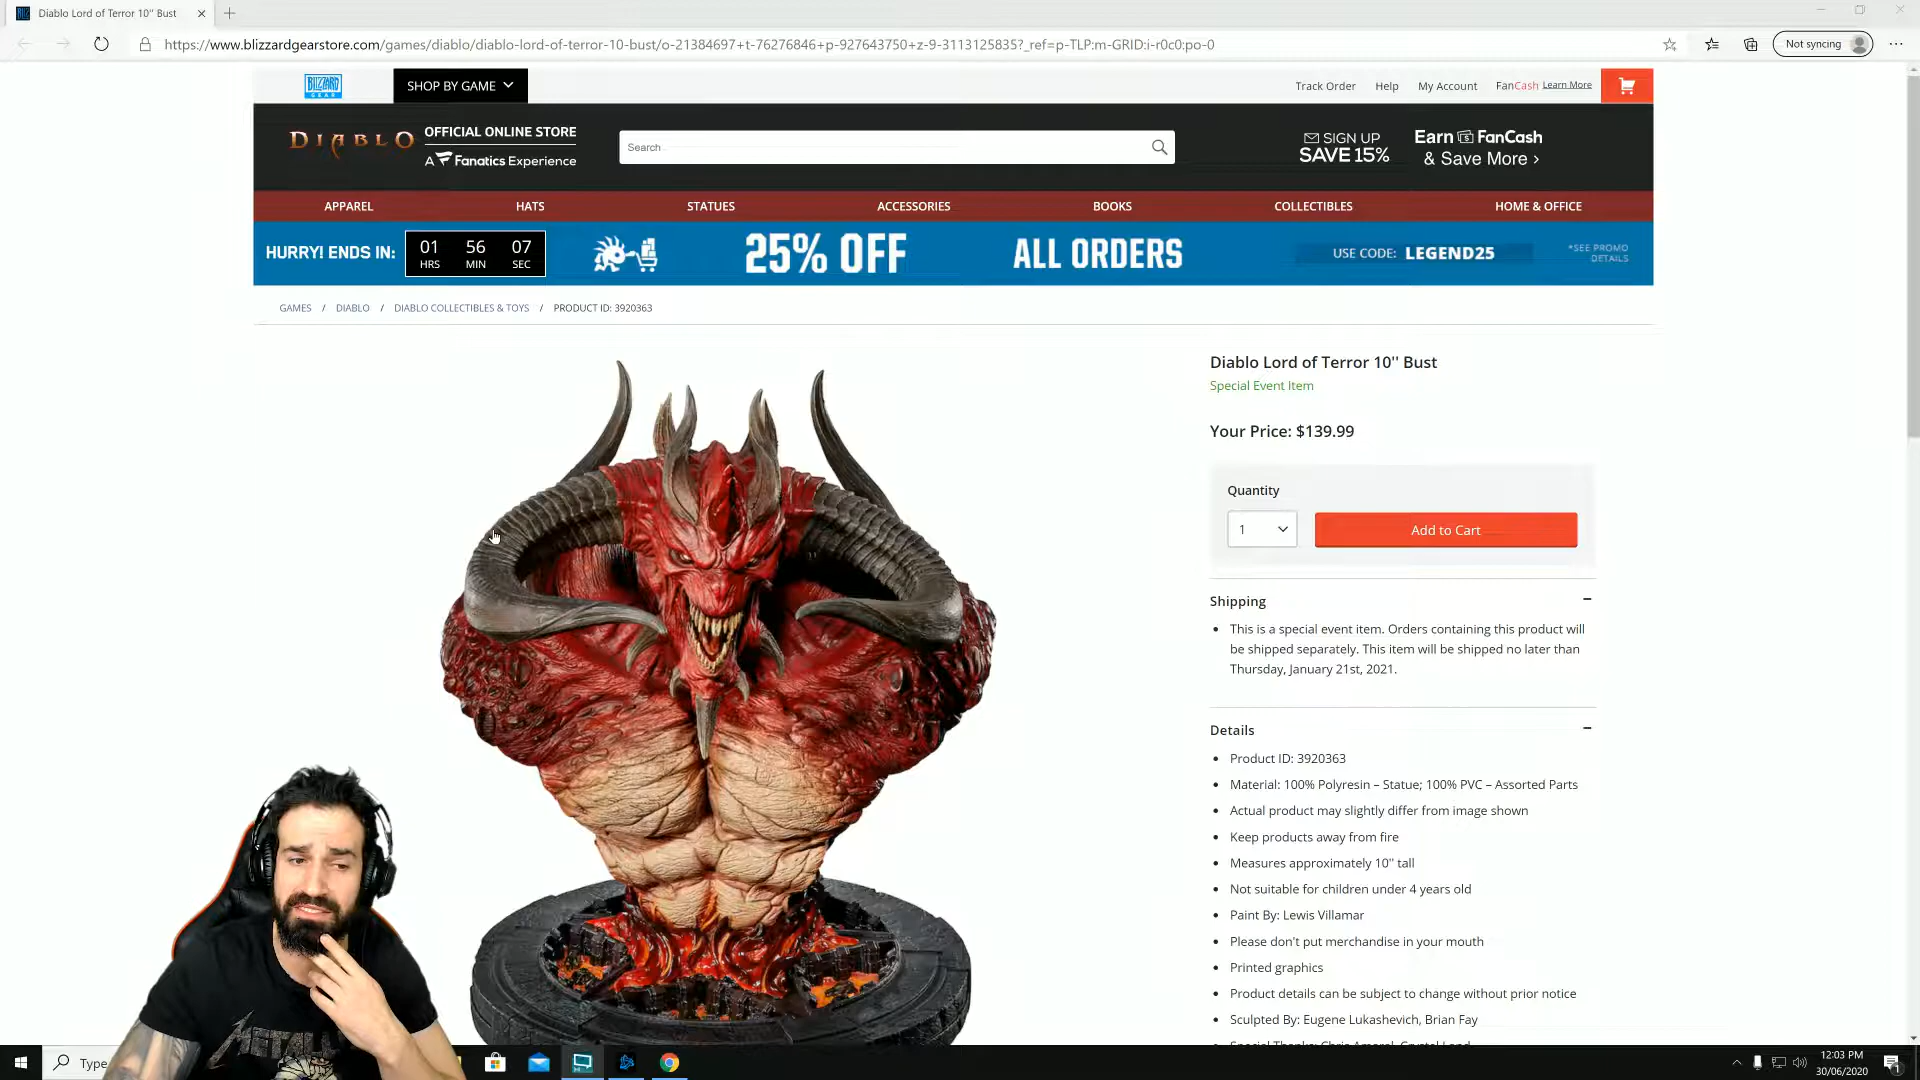 Diablo Lord of Terror 10'' Bust
https://www.blizzardgearstore.com/games/diablo/diablo-lord-of-terror-10-bust/o-21384697+t-76276846+p-927643750+z-9-3113125835?_ref=p-TLP:m-GRID:i-r0c0:po-0
Not syncing
BLIZZARD GEAR
SHOP BY GAME
Track Order Help My Account FanCash Learn More
DIABLO
OFFICIAL ONLINE STORE
A Fanatics Experience
Search
SIGN UP
SAVE 15%
Earn FanCash
& Save More >
APPAREL HATS STATUES ACCESSORIES BOOKS COLLECTIBLES HOME & OFFICE
HURRY! ENDS IN:
01 56 07
HRS MIN SEC
25% OFF ALL ORDERS
USE CODE: LEGEND25
*SEE PROMO
DETAILS
GAMES / DIABLO / DIABLO COLLECTIBLES & TOYS / PRODUCT ID: 3920363
Diablo Lord of Terror 10'' Bust
Special Event Item
Your Price: $139.99
Quantity
1
Add to Cart
Shipping
This is a special event item. Orders containing this product will
be shipped separately. This item will be shipped no later than
Thursday, January 21st, 2021.
Details
Product ID: 3920363
Material: 100% Polyresin – Statue; 100% PVC – Assorted Parts
Actual product may slightly differ from image shown
Keep products away from fire
Measures approximately 10'' tall
Not suitable for children under 4 years old
Paint By: Lewis Villamar
Please don't put merchandise in your mouth
Printed graphics
Product details can be subject to change without prior notice
Sculpted By: Eugene Lukashevich, Brian Fay
METALL
Type
12:03 PM
30/06/2020
1